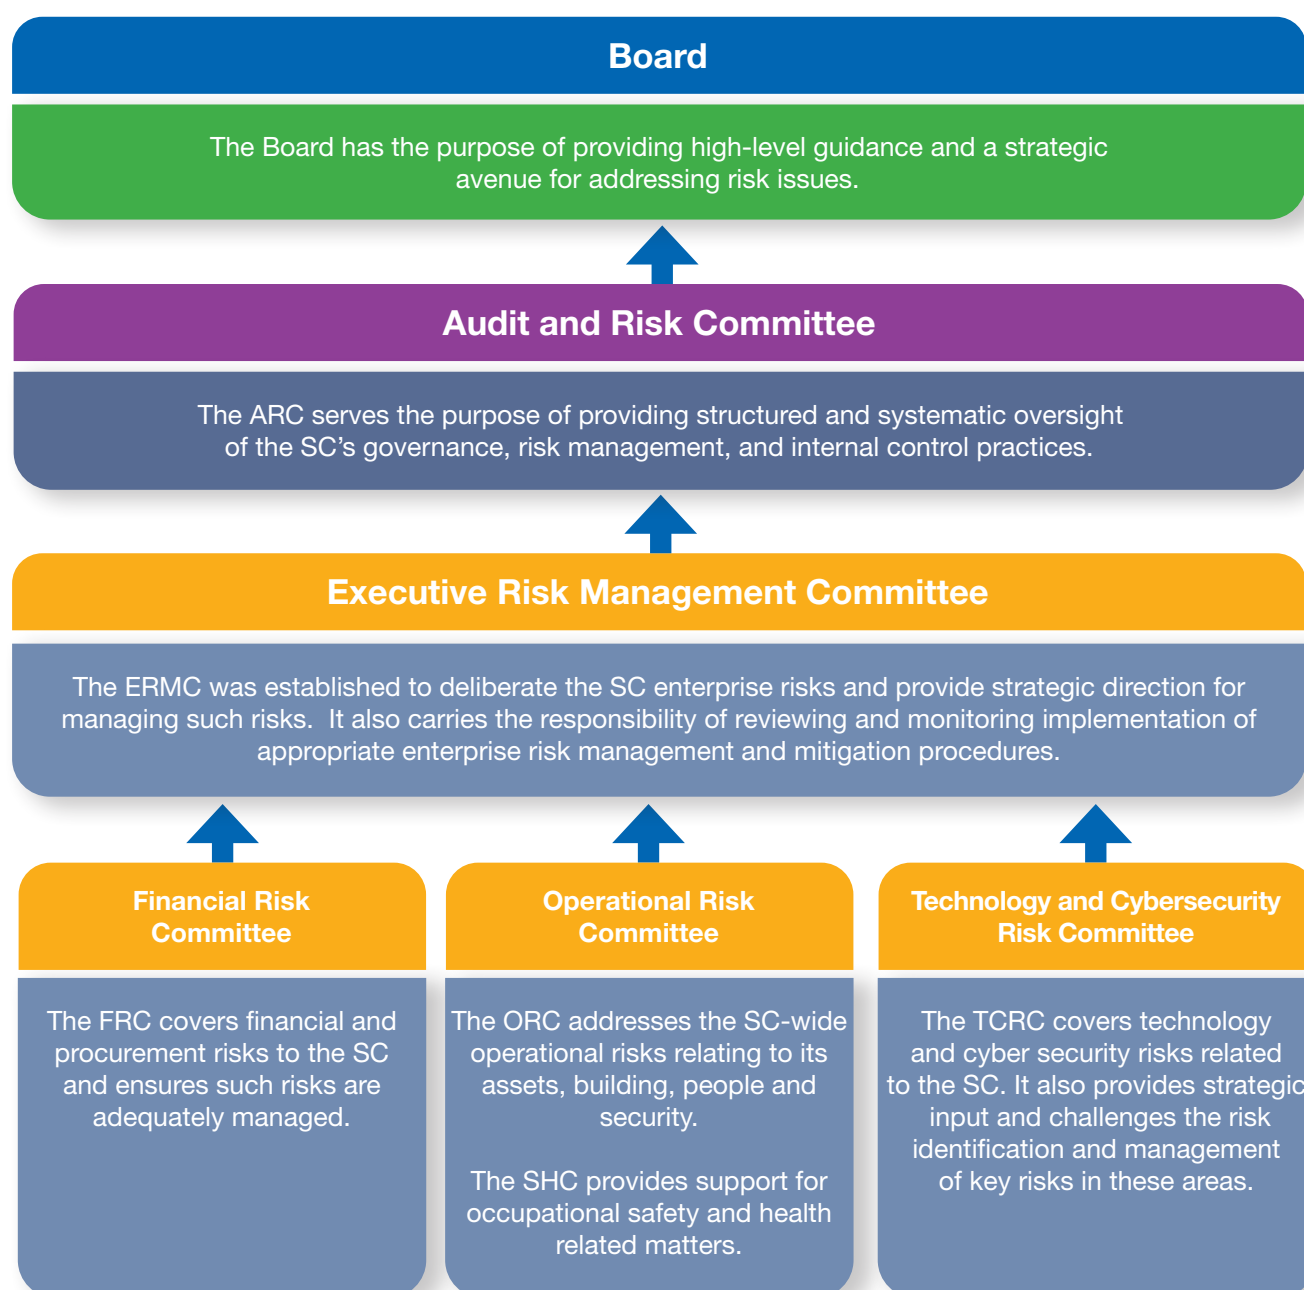 Board
The Board has the purpose of providing high-level guidance and a strategic
avenue for addressing risk issues.
Audit and Risk Committee
The ARC serves the purpose of providing structured and systematic oversight
of the SC's governance, risk management, and internal control practices.
Executive Risk Management Committee
The ERMC was established to deliberate the SC enterprise risks and provide strategic direction for
managing such risks.  It also carries the responsibility of reviewing and monitoring implementation of
appropriate enterprise risk management and mitigation procedures.
Financial Risk
Committee
The FRC covers financial and
procurement risks to the SC
and ensures such risks are
adequately managed.
Operational Risk
Committee
The ORC addresses the SC-wide
operational risks relating to its
assets, building, people and
security.
The SHC provides support for
occupational safety and health
related matters.
Technology and Cybersecurity
Risk Committee
The TCRC covers technology
and cyber security risks related
to the SC. It also provides strategic
input and challenges the risk
identification and management
of key risks in these areas.